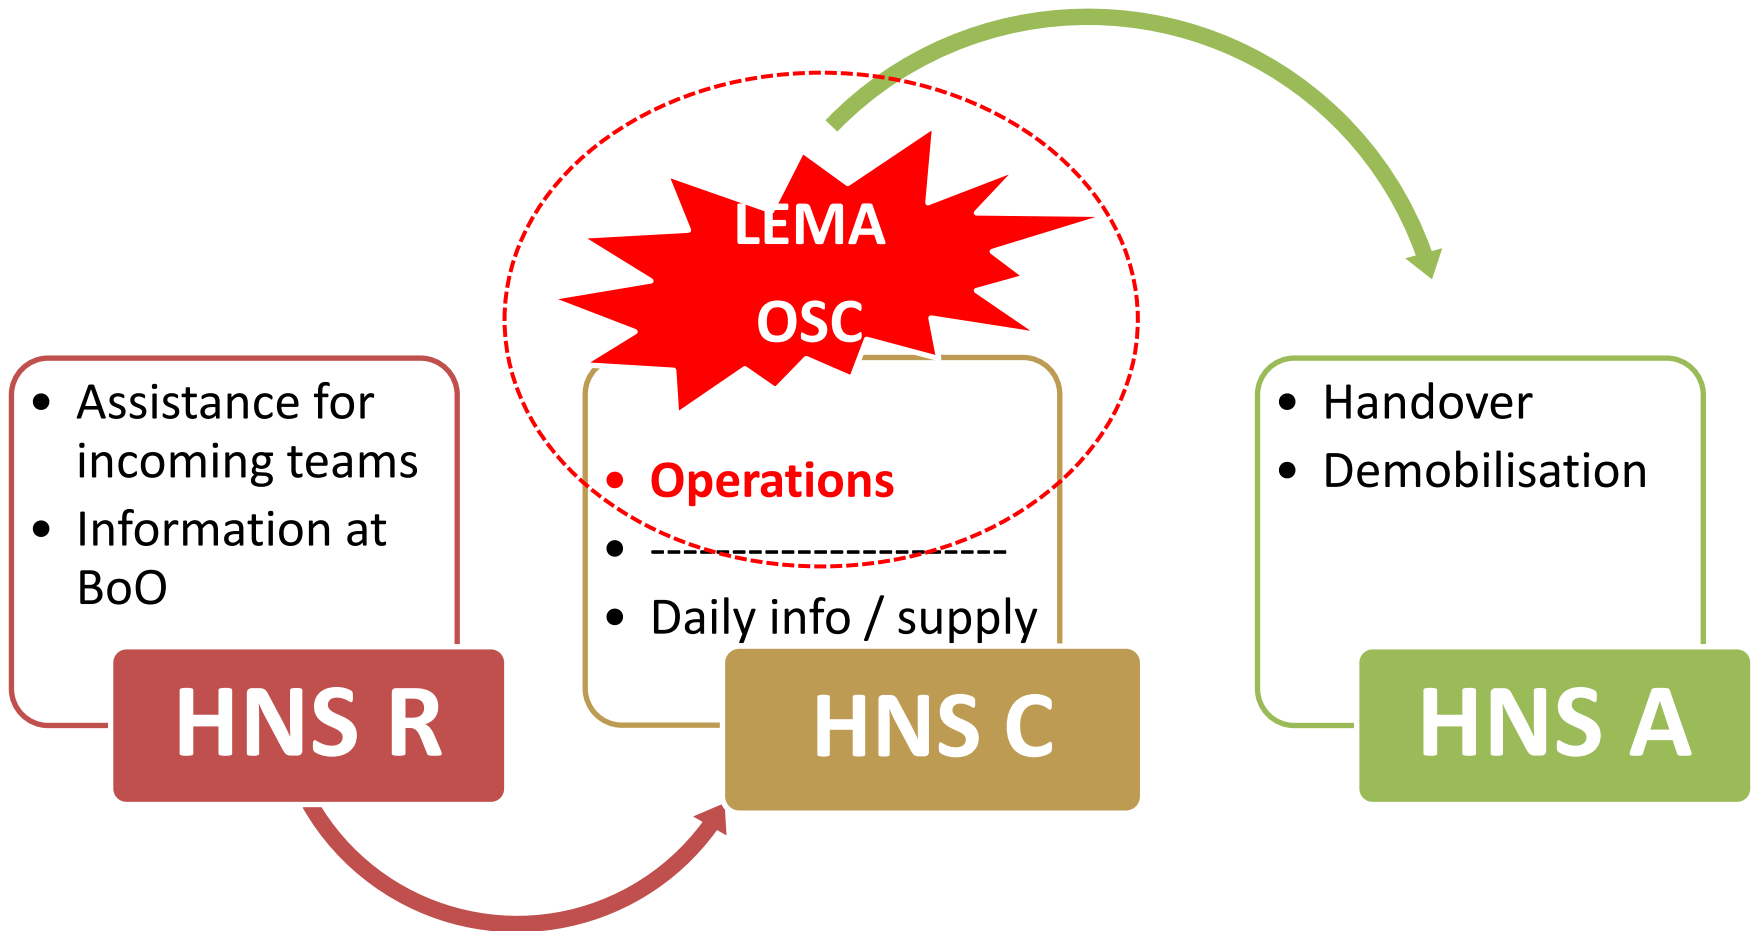 LEMA
OSC
• Assistance for
incoming teams
• Information at
BoO
HNS R
• Operations
• ----------------------
• Daily info / supply
HNS C
• Handover
• Demobilisation
HNS A